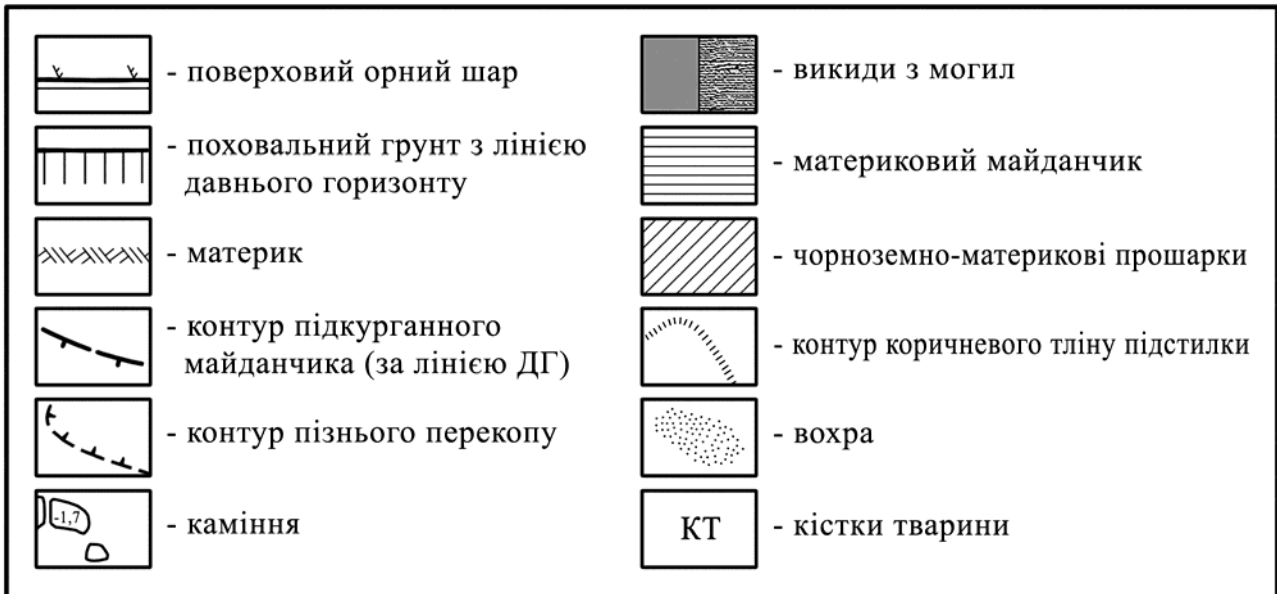 - поверховий орний шар
- поховальний грунт з лінією
давнього горизонту
- материк
- контур підкурганного
майданчика (за лінією ДГ)
- контур пізнього перекопу
-1,7
- каміння
- викиди з могил
- материковий майданчик
- чорноземно-материкові прошарки
- контур коричневого тліну підстилки
- вохра
КТ - кістки тварини